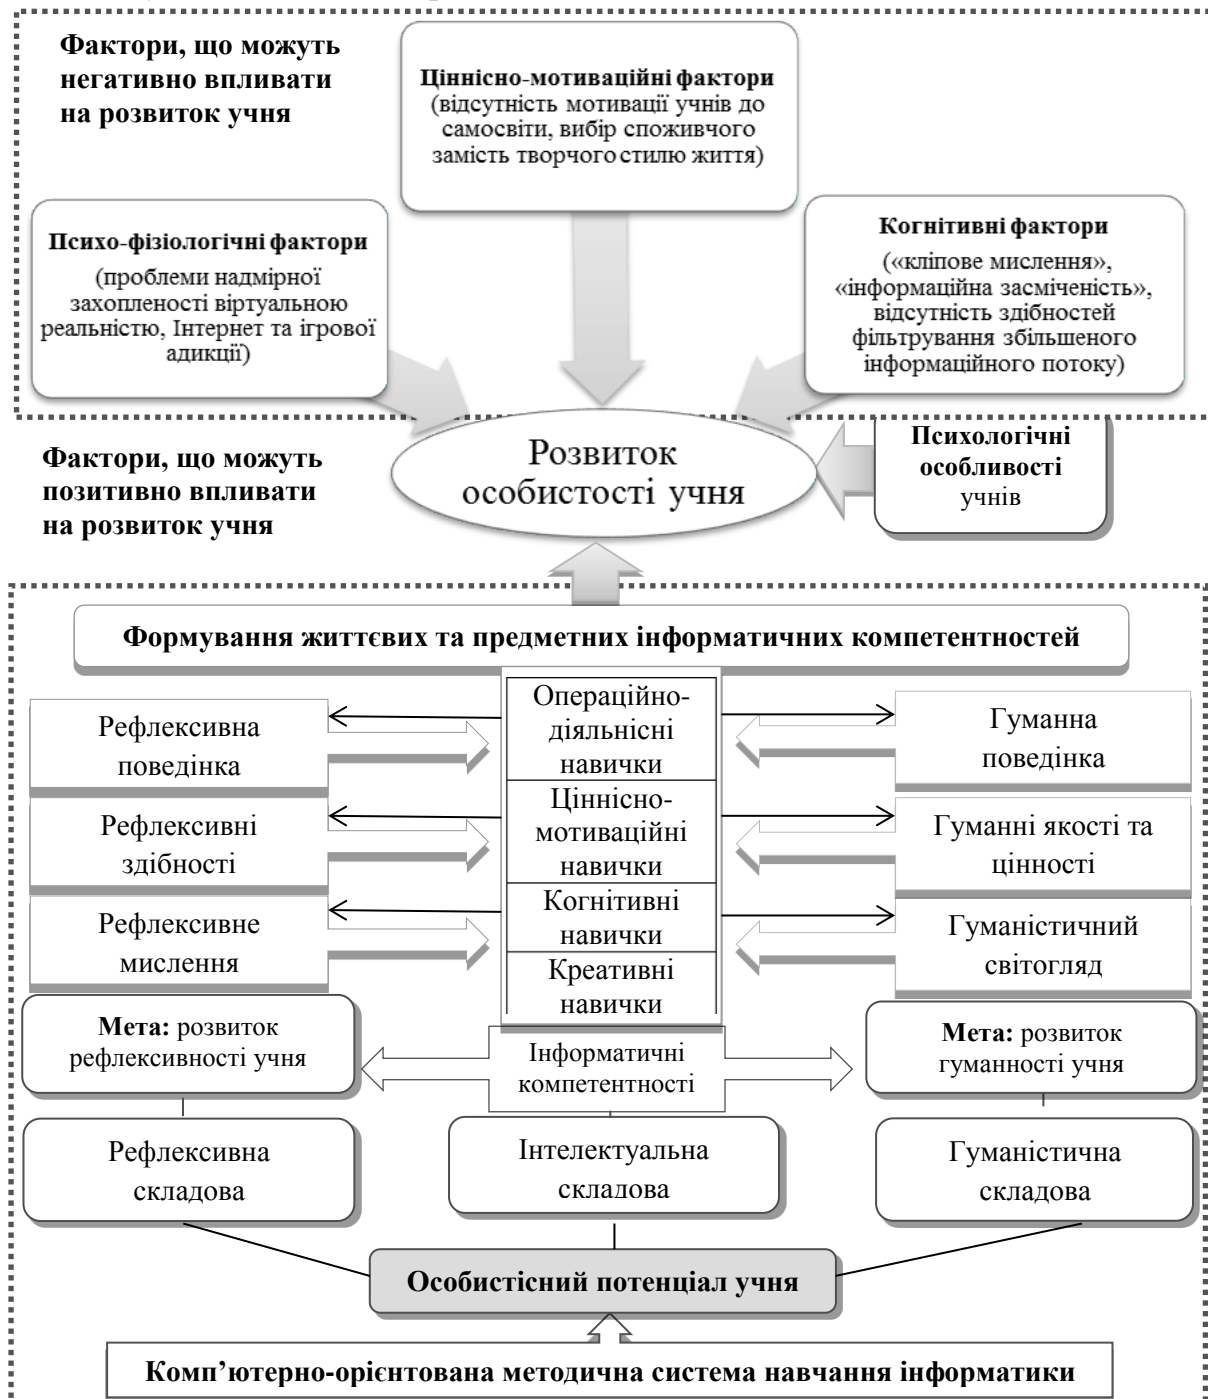 Фактори, що можуть
негативно впливати
на розвиток учня
Ціннісно-мотиваційні фактори
(відсутність мотивації учнів до
самосвіти, вибір споживчого
замість творчого стилю життя)
Психо-фізіологічні фактори
(проблеми надмірної
захопленості віртуальною
реальністю, Інтернет та ігрової
адикції)
Когнітивні фактори
(«кліпове мислення»,
«інформаційна засміченість»,
відсутність здібностей
фільтрування збільшеного
інформаційного потоку)
Фактори, що можуть
позитивно впливати
на розвиток учня
Розвиток
особистості учня
Психологічні
особливості
учнів
Формування життєвих та предметних інформатичних компетентностей
Рефлексивна
поведінка
Операційно-
діяльнісні
навички
Гуманна
поведінка
Рефлексивні
здібності
Ціннісно-
мотиваційні
навички
Гуманні якості та
цінності
Рефлексивне
мислення
Когнітивні
навички
Гуманістичний
світогляд
Креативні
навички
Мета: розвиток
рефлексивності учня
Інформатичні
компетентності
Мета: розвиток
гуманності учня
Рефлексивна
складова
Інтелектуальна
складова
Гуманістична
складова
Особистісний потенціал учня
Комп’ютерно-орієнтована методична система навчання інформатики